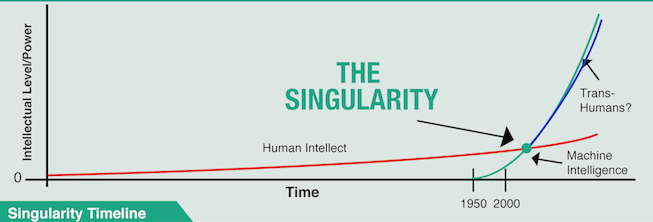 Intellectual Level/Power
THE
SINGULARITY
Trans-
Humans?
Human Intellect
Machine
Intelligence
0
Time
1950 2000
Singularity Timeline